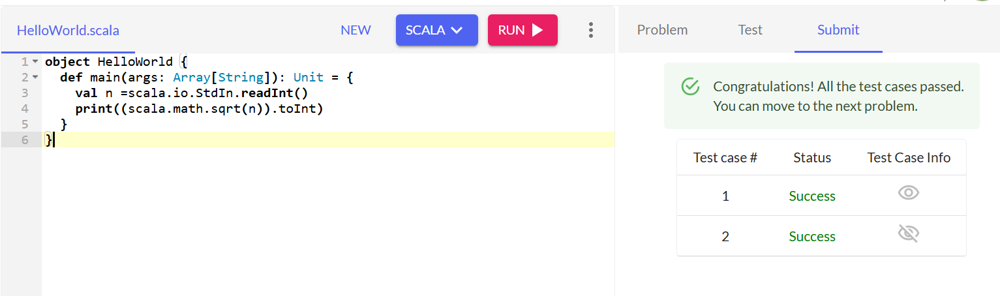 HelloWorld.scala NEW SCALA RUN
1 object HelloWorld {
2   def main(args: Array[String]): Unit = {
3     val n =scala.io.StdIn.readInt()
4     print((scala.math.sqrt(n)).toInt)
5   }
6 }
Problem Test Submit
Congratulations! All the test cases passed.
You can move to the next problem.
Test case # Status Test Case Info
1 Success
2 Success